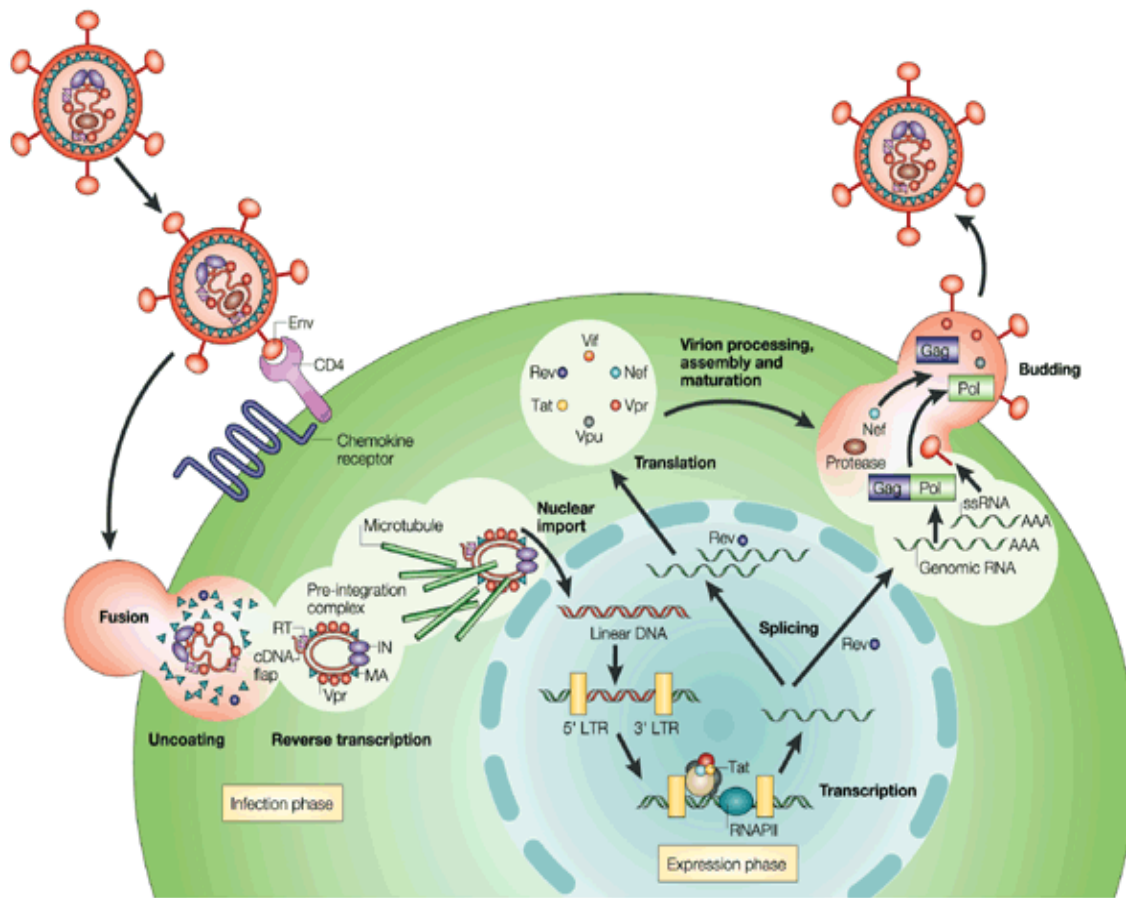 Env
CD4
Chemokine
receptor
Vif
Rev
Nef
Tat
Vpr
Vpu
Virion processing,
assembly and
maturation
Gag
Pol
Budding
Nef
Protease
Gag
Pol
ssRNA
AAA
AAA
Genomic RNA
Translation
Nuclear
import
Microtubule
Pre-integration
complex
Fusion
RT
cDNA
flap
IN
MA
Vpr
Uncoating
Reverse transcription
Rev
Linear DNA
Splicing
Rev
5' LTR
3' LTR
Tat
Transcription
RNAPII
Infection phase
Expression phase